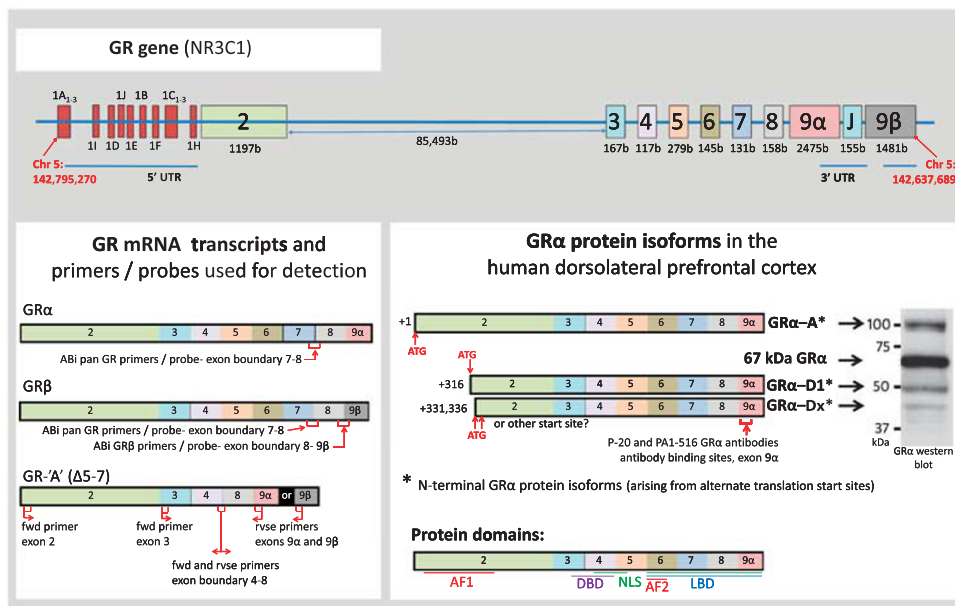 GR gene (NR3C1)
1A1-3 1J 1B 1C1-3
2 3 4 5 6 7 8 9α J 9β
1I 1D 1E 1F 1H
1197b 85,493b 167b 117b 279b 145b 131b 158b 2475b 155b 1481b
Chr 5:
142,795,270
5' UTR
3' UTR
Chr 5:
142,637,689
GR mRNA transcripts and
primers / probes used for detection
GRα
2 3 4 5 6 7 8 9α
ABi pan GR primers / probe- exon boundary 7-8
GRβ
2 3 4 5 6 7 8 9β
ABi pan GR primers / probe- exon boundary 7-8
ABi GRβ primers / probe- exon boundary 8- 9β
GR-'A' (Δ5-7)
2 3 4 8 9α or 9β
fwd primer
exon 2
fwd primer
exon 3
rvse primers
exons 9α and 9β
fwd and rvse primers
exon boundary 4-8
GRα protein isoforms in the
human dorsolateral prefrontal cortex
+1 2 3 4 5 6 7 8 9α GRα–A* 100
ATG
75
67 kDa GRα
ATG
+316 2 3 4 5 6 7 8 9α GRα–D1* 50
+331,336 2 3 4 5 6 7 8 9α GRα–Dx*
ATG
or other start site?
37
kDa
P-20 and PA1-516 GRα antibodies
antibody binding sites, exon 9α
GRα western
blot
* N-terminal GRα protein isoforms (arising from alternate translation start sites)
Protein domains:
2 3 4 5 6 7 8 9α
AF1 DBD NLS AF2 LBD